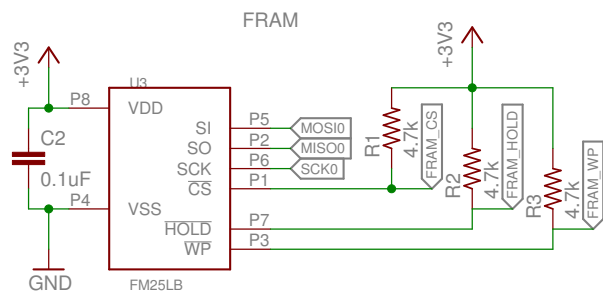 FRAM
+3V3
+3V3
U3
P8
VDD
C2
0.1uF
P4
VSS
GND
SI
P5
MOSI0
SO
P2
MISO0
SCK
P6
SCK0
CS
P1
HOLD
P7
WP
P3
FM25LB
R1
4.7k
FRAM_CS
R2
4.7k
FRAM_HOLD
R3
4.7k
FRAM_WP